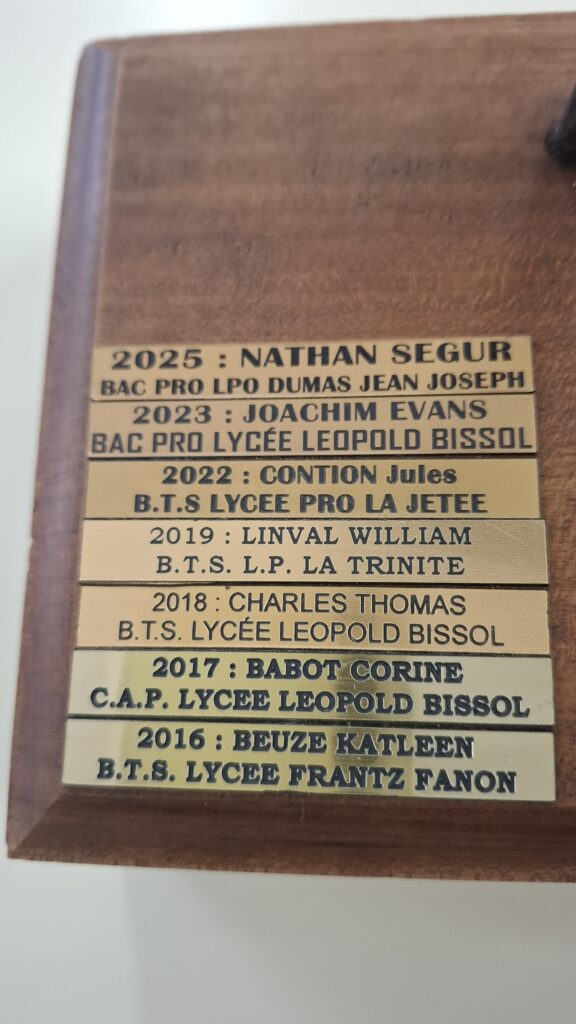 2025 : NATHAN SEGUR
BAC PRO LPO DUMAS JEAN JOSEPH
2023 : JOACHIM EVANS
BAC PRO LYCÉE LEOPOLD BISSOL
2022 : CONTION Jules
B.T.S LYCEE PRO LA JETEE
2019 : LINVAL WILLIAM
B.T.S. L.P. LA TRINITE
2018 : CHARLES THOMAS
B.T.S. LYCÉE LEOPOLD BISSOL
2017 : BABOT CORINE
C.A.P. LYCEE LEOPOLD BISSOL
2016 : BEUZE KATLEEN
B.T.S. LYCEE FRANTZ FANON